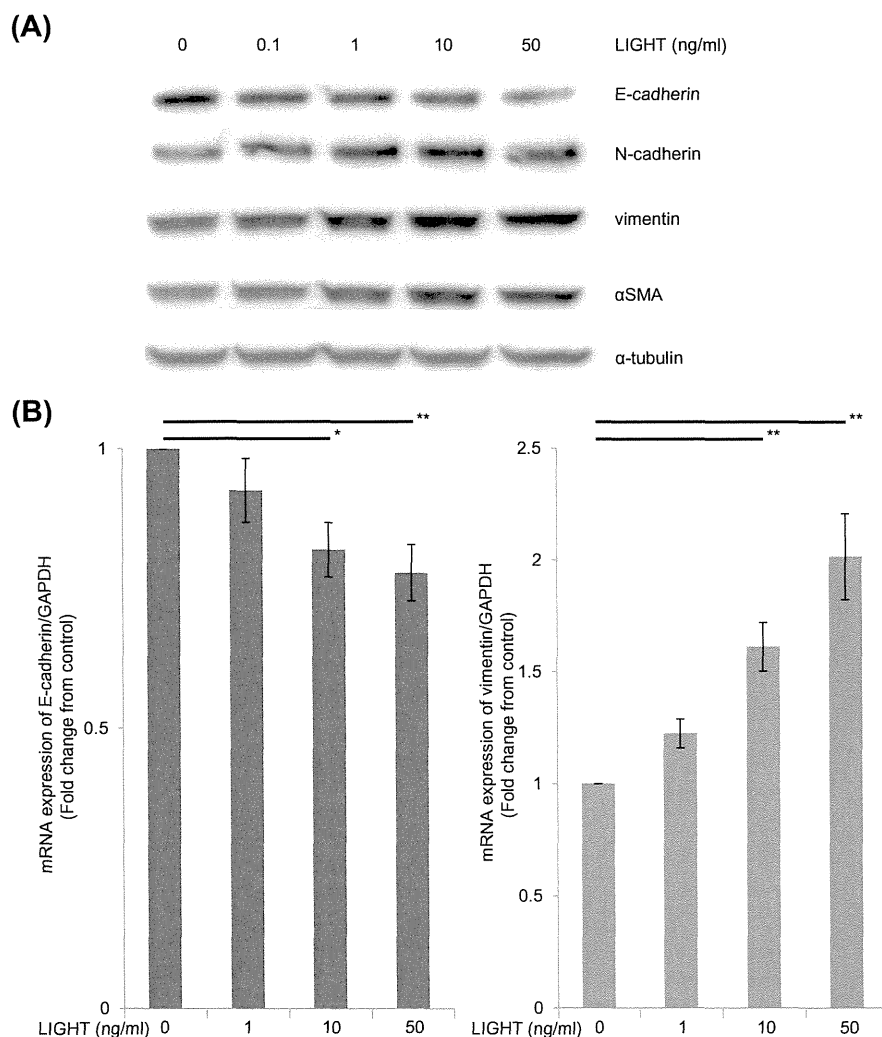 (A)
0 0.1 1 10 50 LIGHT (ng/ml)
E-cadherin
N-cadherin
vimentin
αSMA
α-tubulin
(B)
** 
*
mRNA expression of E-cadherin/GAPDH
(Fold change from control)
1
0.5
0
LIGHT (ng/ml) 0 1 10 50
**
**
mRNA expression of vimentin/GAPDH
(Fold change from control)
2.5
2
1.5
1
0.5
0
LIGHT (ng/ml) 0 1 10 50